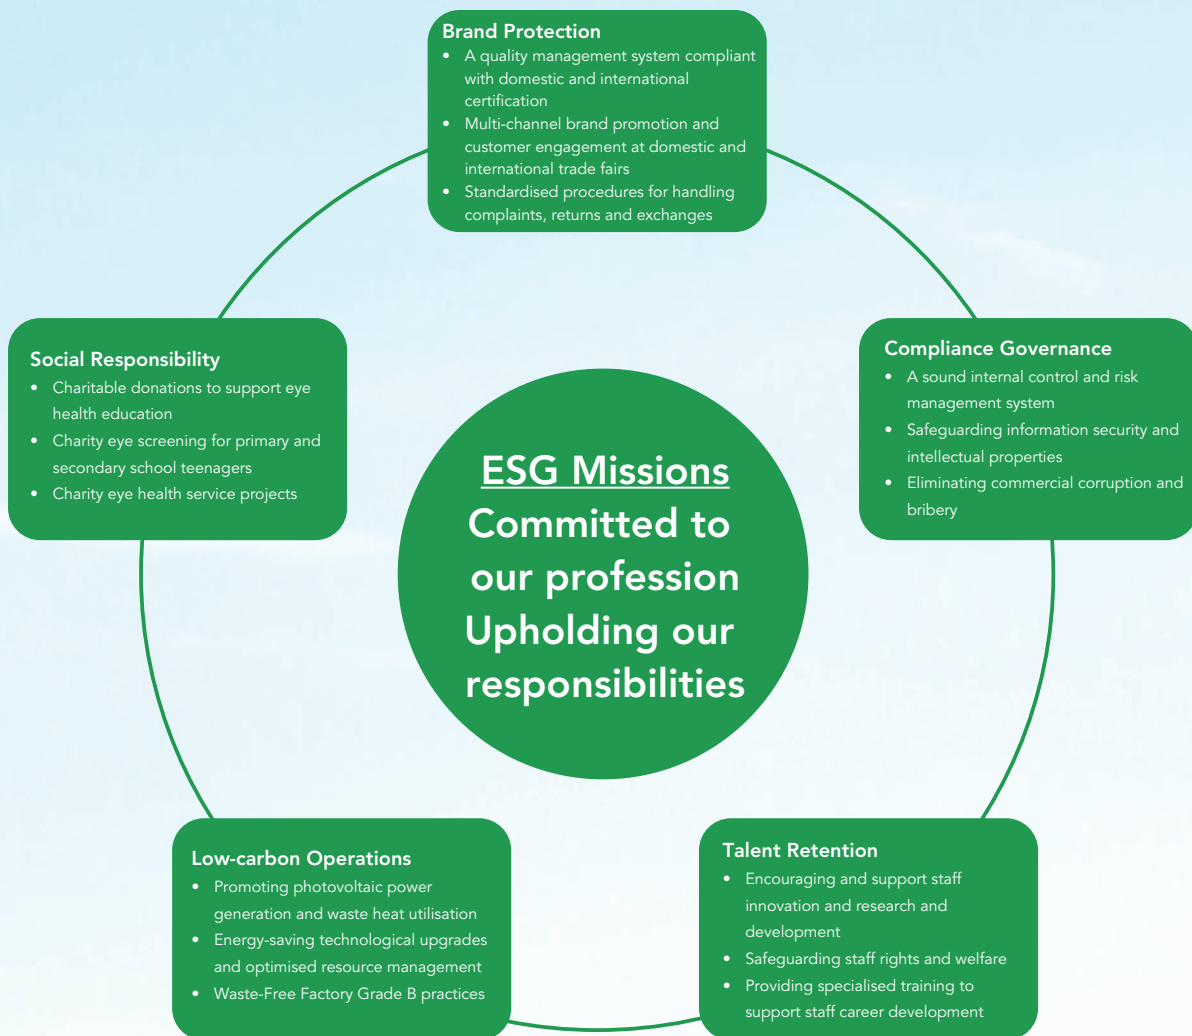 Brand Protection
• A quality management system compliant
with domestic and international
certification
• Multi-channel brand promotion and
customer engagement at domestic and
international trade fairs
• Standardised procedures for handling
complaints, returns and exchanges
Social Responsibility
• Charitable donations to support eye
health education
• Charity eye screening for primary and
secondary school teenagers
• Charity eye health service projects
Compliance Governance
• A sound internal control and risk
management system
• Safeguarding information security and
intellectual properties
• Eliminating commercial corruption and
bribery
ESG Missions
Committed to
our profession
Upholding our
responsibilities
Low-carbon Operations
• Promoting photovoltaic power
generation and waste heat utilisation
• Energy-saving technological upgrades
and optimised resource management
• Waste-Free Factory Grade B practices
Talent Retention
• Encouraging and support staff
innovation and research and
development
• Safeguarding staff rights and welfare
• Providing specialised training to
support staff career development